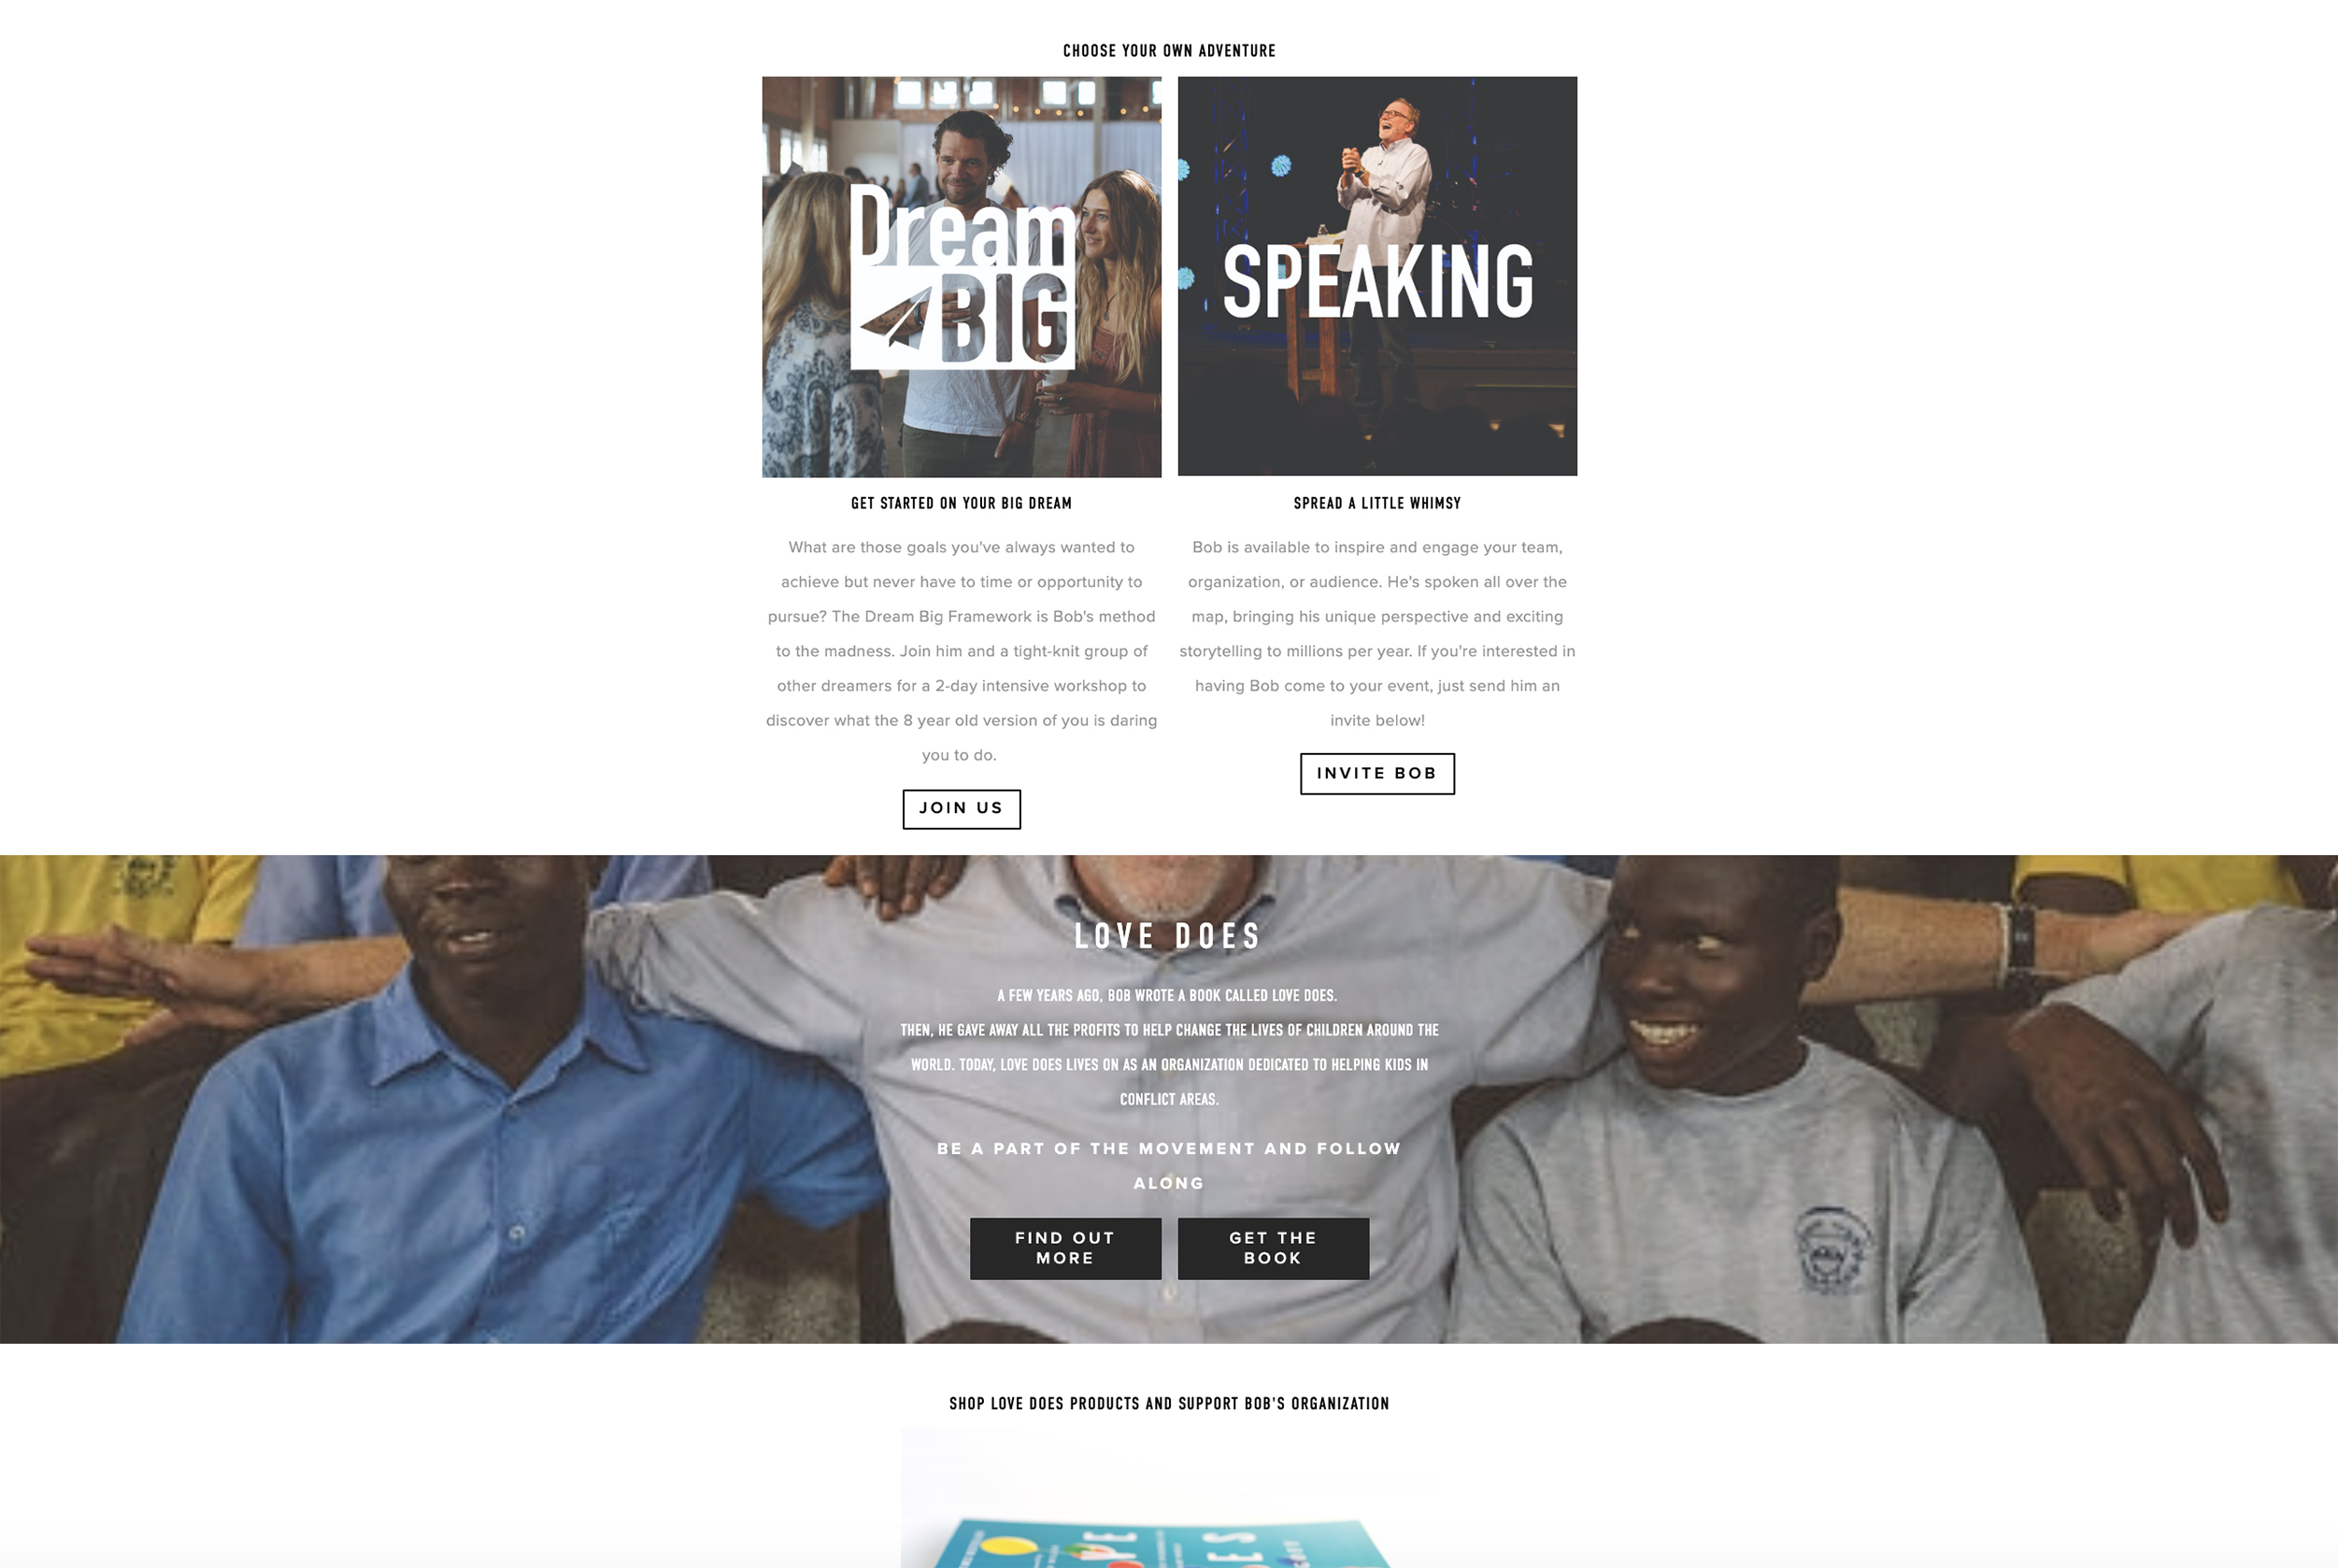 CHOOSE YOUR OWN ADVENTURE
Dream
BIG
GET STARTED ON YOUR BIG DREAM
What are those goals you've always wanted to
achieve but never have to time or opportunity to
pursue? The Dream Big Framework is Bob's method
to the madness. Join him and a tight-knit group of
other dreamers for a 2-day intensive workshop to
discover what the 8 year old version of you is daring
you to do.
JOIN US
SPEAKING
SPREAD A LITTLE WHIMSY
Bob is available to inspire and engage your team,
organization, or audience. He's spoken all over the
map, bringing his unique perspective and exciting
storytelling to millions per year. If you're interested in
having Bob come to your event, just send him an
invite below!
INVITE BOB
LOVE DOES
A FEW YEARS AGO, BOB WROTE A BOOK CALLED LOVE DOES.
THEN, HE GAVE AWAY ALL THE PROFITS TO HELP CHANGE THE LIVES OF CHILDREN AROUND THE
WORLD. TODAY, LOVE DOES LIVES ON AS AN ORGANIZATION DEDICATED TO HELPING KIDS IN
CONFLICT AREAS.
BE A PART OF THE MOVEMENT AND FOLLOW
ALONG
FIND OUT
MORE
GET THE
BOOK
SHOP LOVE DOES PRODUCTS AND SUPPORT BOB'S ORGANIZATION